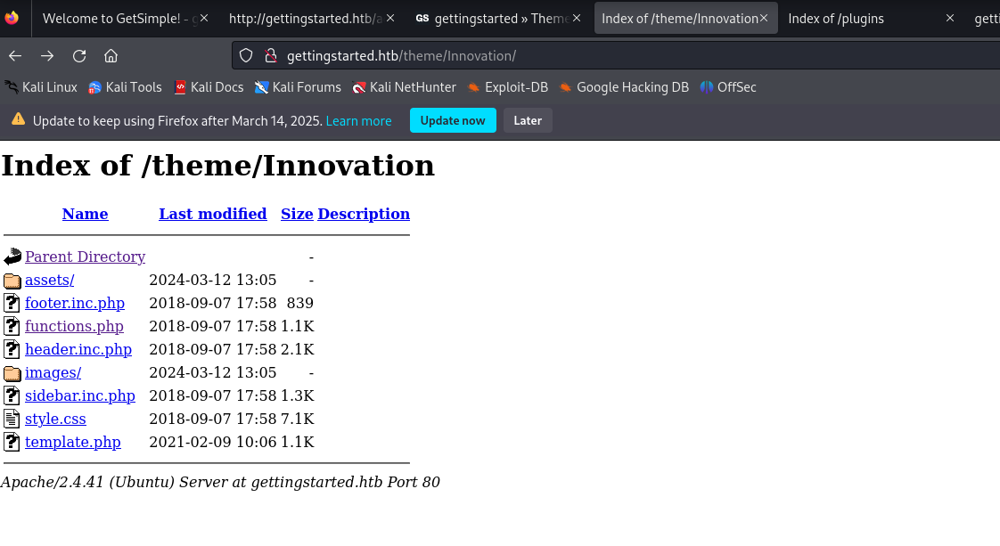 Welcome to GetSimple! - g
http://gettingstarted.htb/a
GS gettingstarted » Theme
Index of /theme/Innovation
Index of /plugins
getti
gettingstarted.htb/theme/Innovation/
Kali Linux Kali Tools Kali Docs Kali Forums Kali NetHunter Exploit-DB Google Hacking DB OffSec
Update to keep using Firefox after March 14, 2025. Learn more Update now Later
Index of /theme/Innovation
Name Last modified Size Description
Parent Directory -
assets/ 2024-03-12 13:05 -
footer.inc.php 2018-09-07 17:58 839
functions.php 2018-09-07 17:58 1.1K
header.inc.php 2018-09-07 17:58 2.1K
images/ 2024-03-12 13:05 -
sidebar.inc.php 2018-09-07 17:58 1.3K
style.css 2018-09-07 17:58 7.1K
template.php 2021-02-09 10:06 1.1K
Apache/2.4.41 (Ubuntu) Server at gettingstarted.htb Port 80